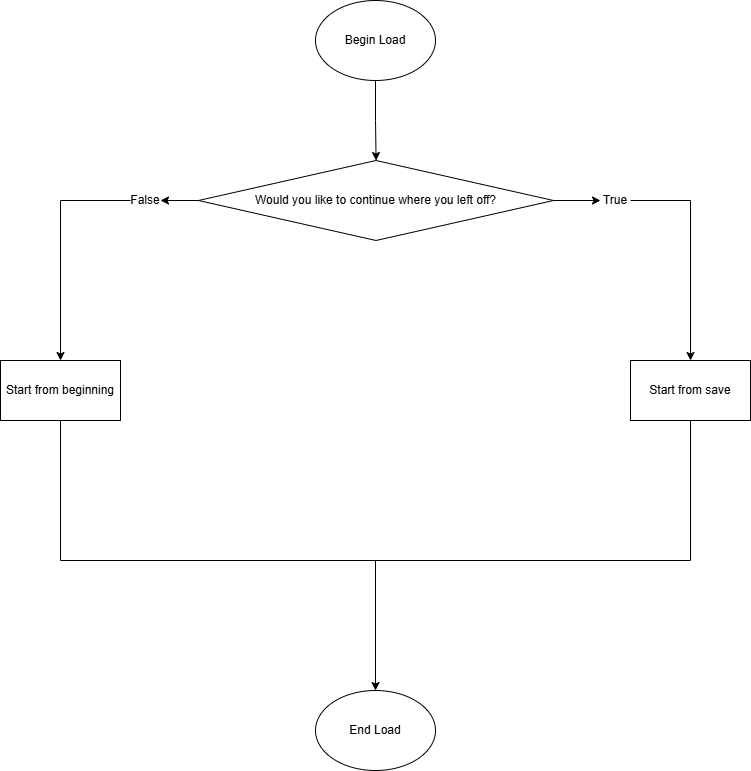 Begin Load
Would you like to continue where you left off?
False
True
Start from beginning
Start from save
End Load